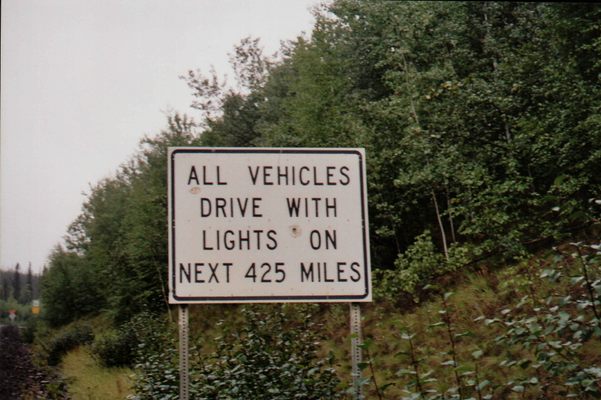 ALL VEHICLES
DRIVE WITH
LIGHTS ON
NEXT 425 MILES